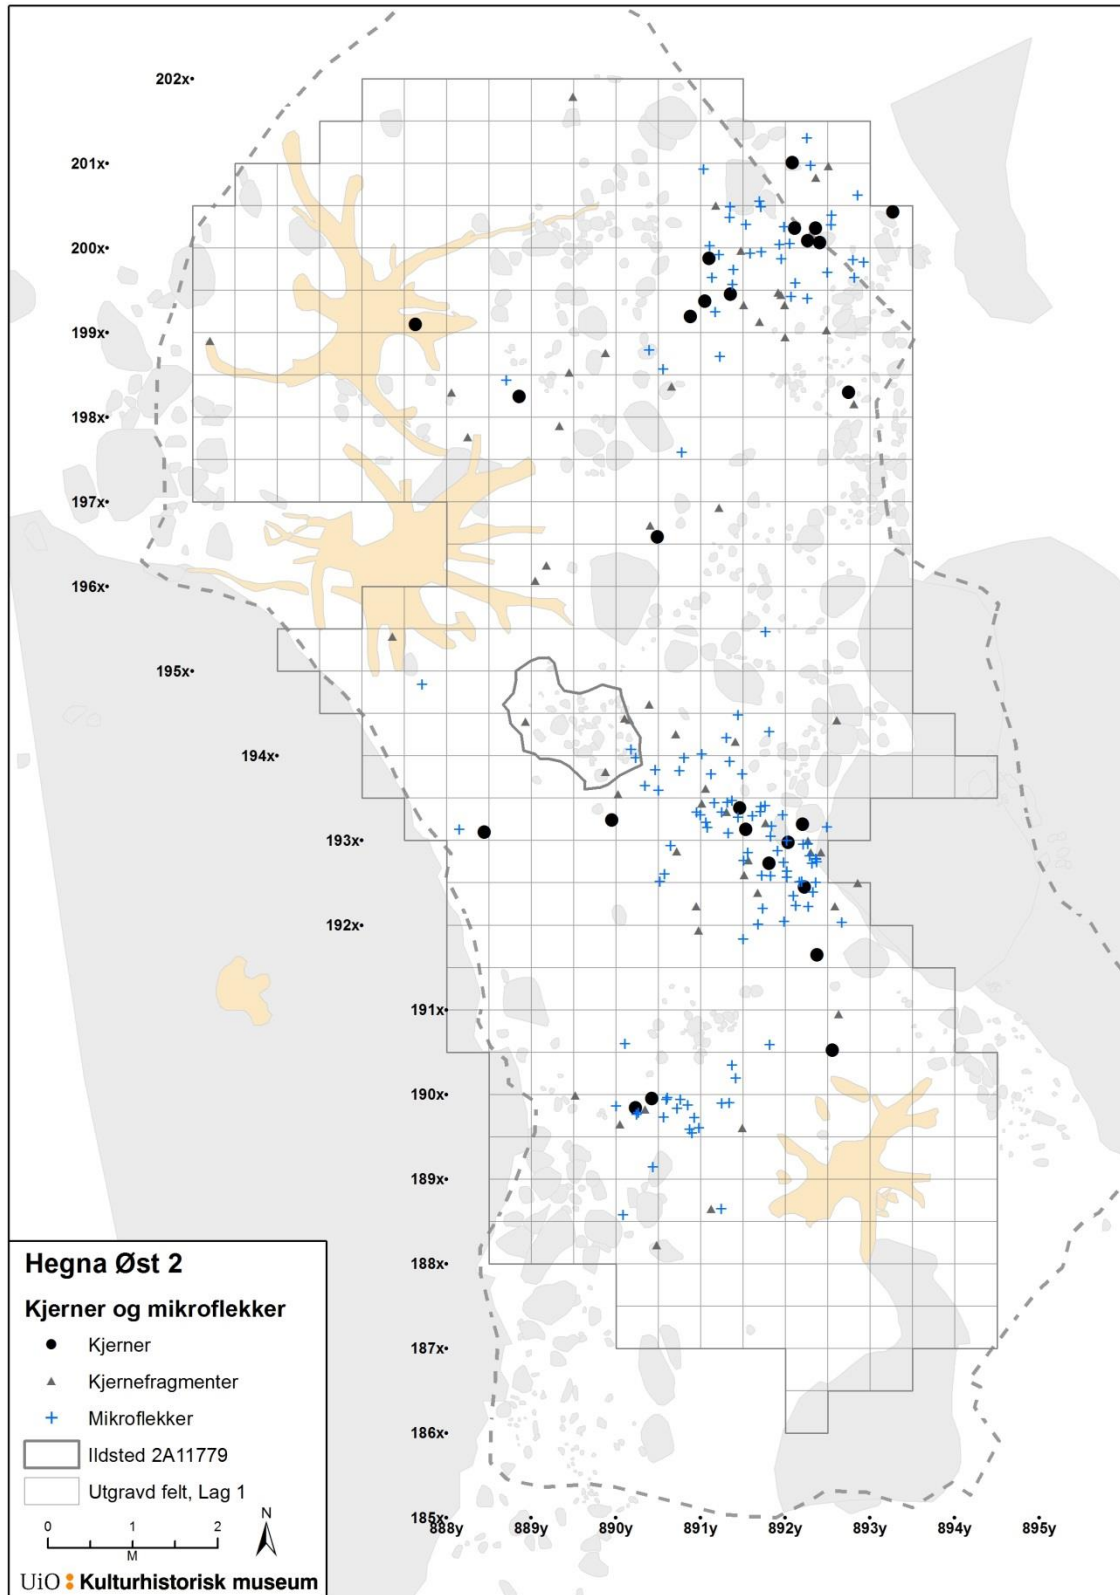 202x
201x
200x
199x
198x
197x
196x
195x
194x
193x
192x
191x
190x
189x
188x
187x
186x
185x
888y 889y 890y 891y 892y 893y 894y 895y
Hegna Øst 2
Kjerner og mikroflekker
Kjerner
Kjernefragmenter
Mikroflekker
Ildsted 2A11779
Utgravd felt, Lag 1
0 1 2
M
N
UiO Kulturhistorisk museum